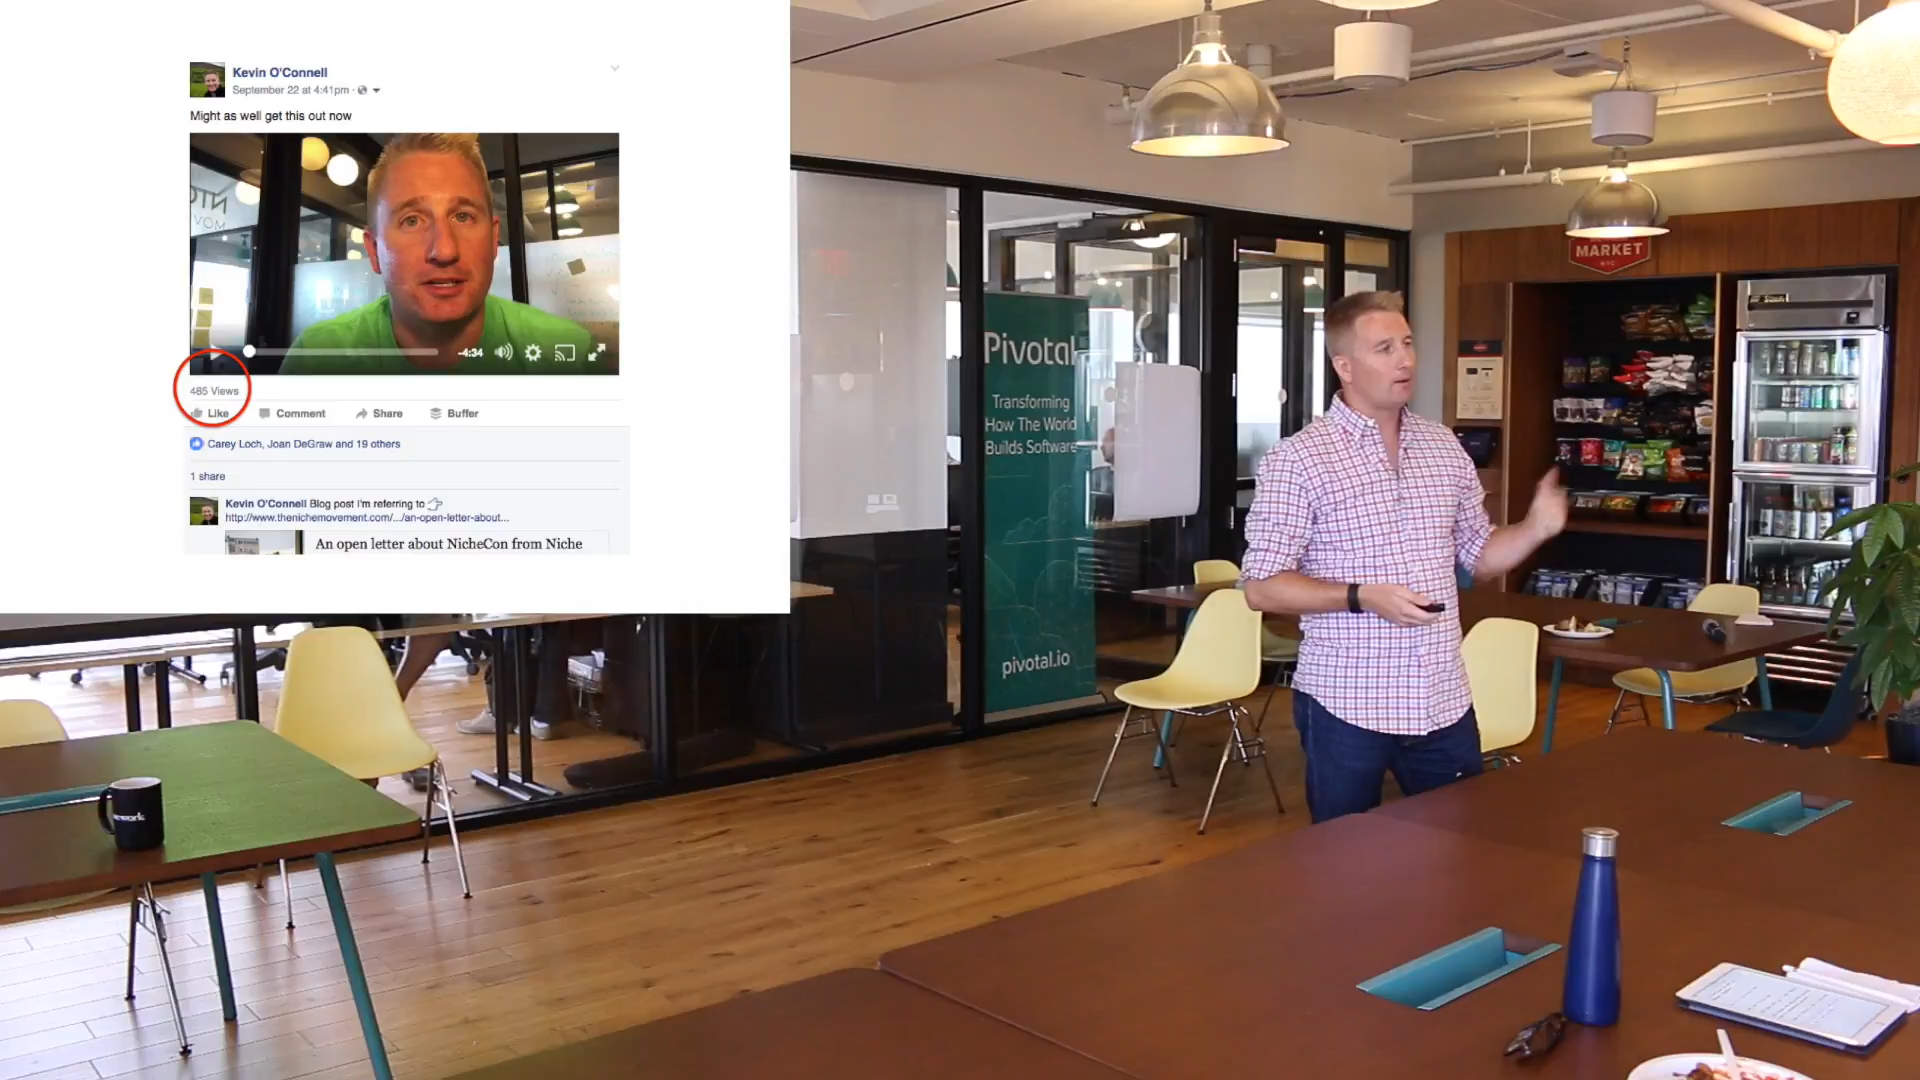 Kevin O'Connell
September 22 at 4:41pm
Might as well get this out now
-4:34
485 Views
Like Comment Share Buffer
Carey Loch, Joan DeGraw and 19 others
1 share
Kevin O'Connell Blog post I'm referring to
http://www.thenichemovement.com/.../an-open-letter-about...
An open letter about NicheCon from Niche
Pivotal
Transforming
How The World
Builds Software
pivotal.io
MARKET
NYC